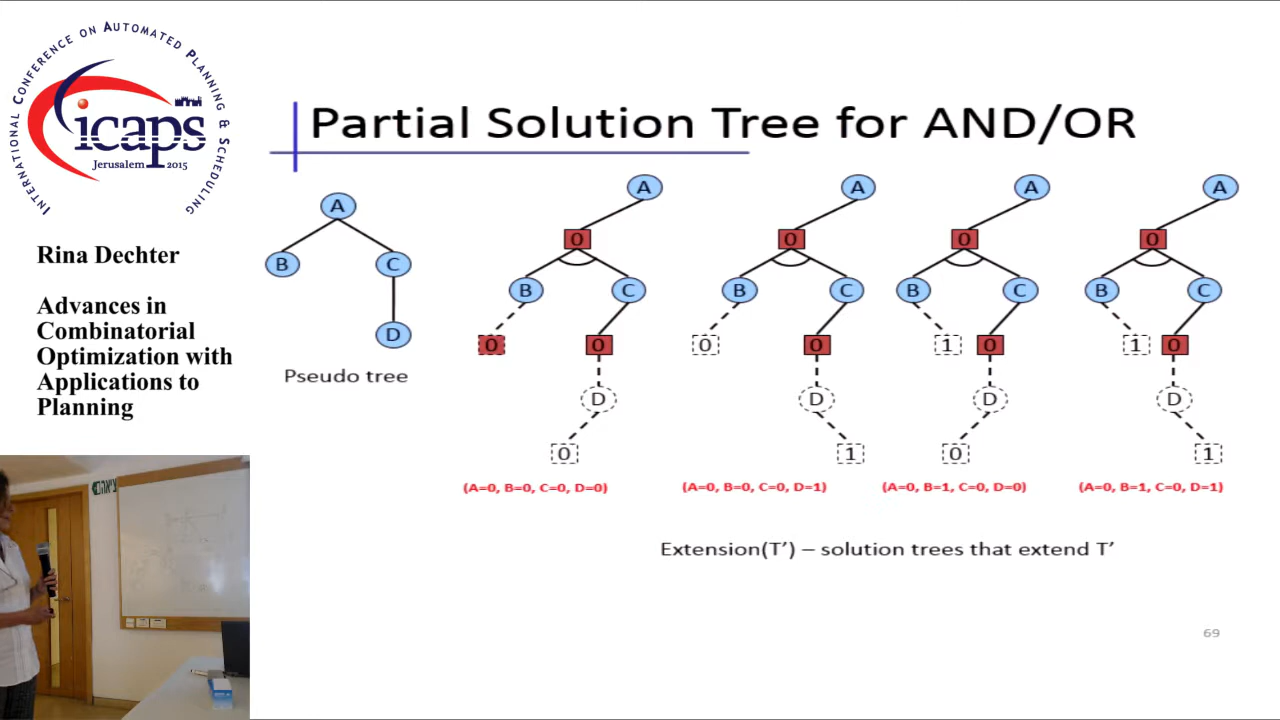 INTERNATIONAL CONFERENCE ON AUTOMATED PLANNING & SCHEDULING
icaps
Jerusalem 2015
Rina Dechter
Advances in
Combinatorial
Optimization with
Applications to
Planning
Partial Solution Tree for AND/OR
A
B C
D
Pseudo tree
A A A A
0 0 0 0
B C B C B C B C
0 0 0 0 1 0 1 0
D D D D
0 1 0 1
(A=0, B=0, C=0, D=0) (A=0, B=0, C=0, D=1) (A=0, B=1, C=0, D=0) (A=0, B=1, C=0, D=1)
Extension(T’) – solution trees that extend T’
69